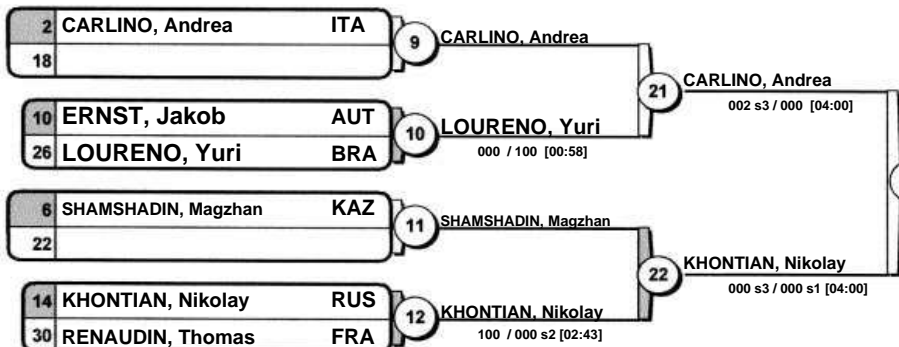 2 CARLINO, Andrea ITA
18
9 CARLINO, Andrea
10 ERNST, Jakob AUT
26 LOURENO, Yuri BRA
10 LOURENO, Yuri
000 / 100 [00:58]
21 CARLINO, Andrea
002 s3 / 000 [04:00]
6 SHAMSHADIN, Magzhan KAZ
22
11 SHAMSHADIN, Magzhan
14 KHONTIAN, Nikolay RUS
30 RENAUDIN, Thomas FRA
12 KHONTIAN, Nikolay
100 / 000 s2 [02:43]
22 KHONTIAN, Nikolay
000 s3 / 000 s1 [04:00]